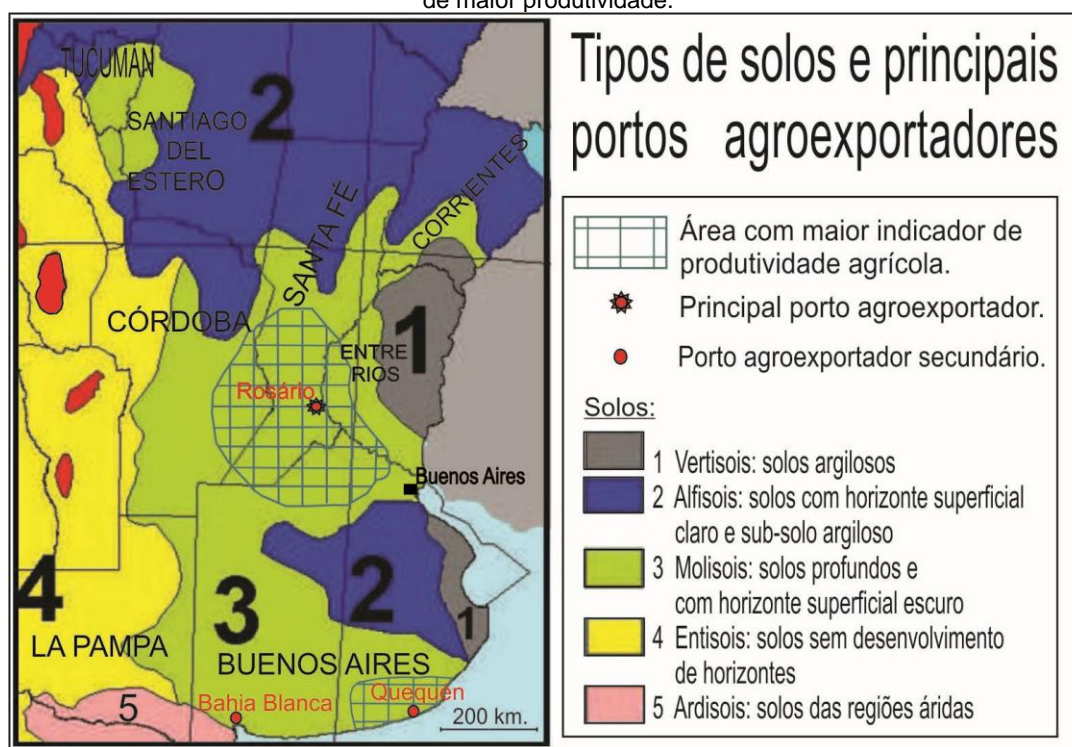 de maior produtividade.
Tipos de solos e principais
portos agroexportadores
TUCUMÁN
SANTIAGO
DEL
ESTERO
2
SANTA FÉ
CORRIENTES
CÓRDOBA
1
ENTRE
RIOS
Rosário
Buenos Aires
4
3
2
1
LA PAMPA
BUENOS AIRES
5
Bahia Blanca
Quequén
200 km.
Área com maior indicador de
produtividade agrícola.
Principal porto agroexportador.
Porto agroexportador secundário.
Solos:
1 Vertisois: solos argilosos
2 Alfisois: solos com horizonte superficial
claro e sub-solo argiloso
3 Molisois: solos profundos e
com horizonte superficial escuro
4 Entisois: solos sem desenvolvimento
de horizontes
5 Ardisois: solos das regiões áridas